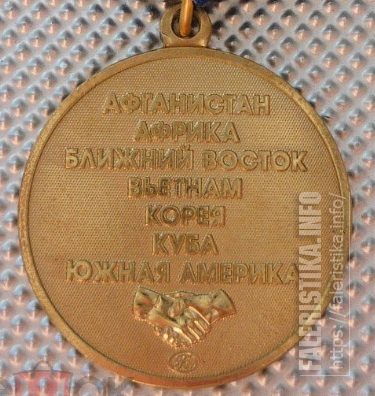 АФГАНИСТАН
АФРИКА
БЛИЖНИЙ ВОСТОК
ВЬЕТНАМ
КОРЕЯ
КУБА
ЮЖНАЯ АМЕРИКА
FALERISTIKA.INFO
https://faleristika.info/